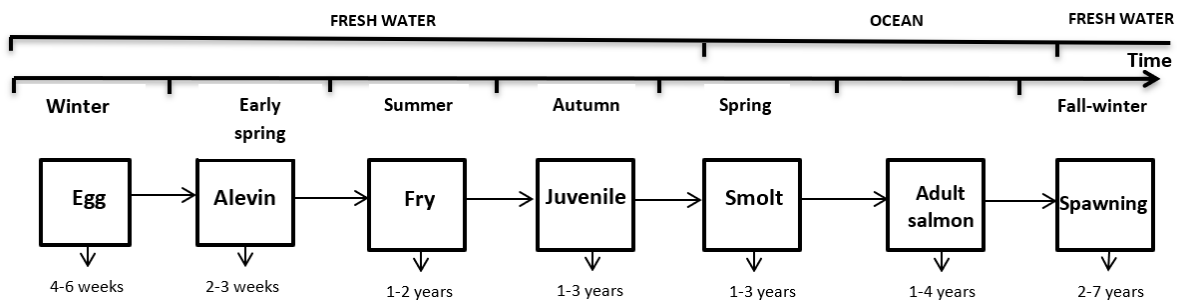 FRESH WATER OCEAN FRESH WATER
Time
Winter Early Summer Autumn Spring Fall-winter
spring
Egg Alevin Fry Juvenile Smolt Adult Spawning
salmon
4-6 weeks 2-3 weeks 1-2 years 1-3 years 1-3 years 1-4 years 2-7 years